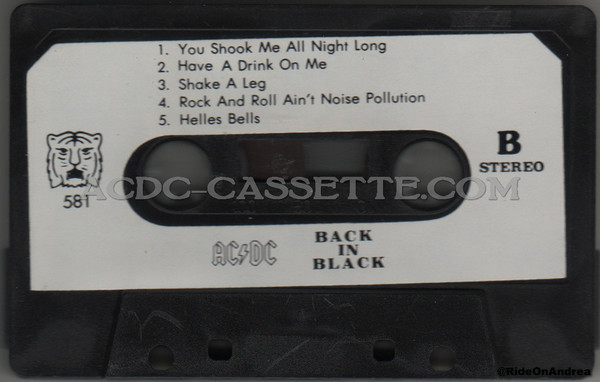 1. You Shook Me All Night Long
2. Have A Drink On Me
3. Shake A Leg
4. Rock And Roll Ain't Noise Pollution
5. Helles Bells
B
STEREO
581
ACDC-CASSETTE.COM
AC⚡DC
BACK
IN
BLACK
©RideOnAndrea